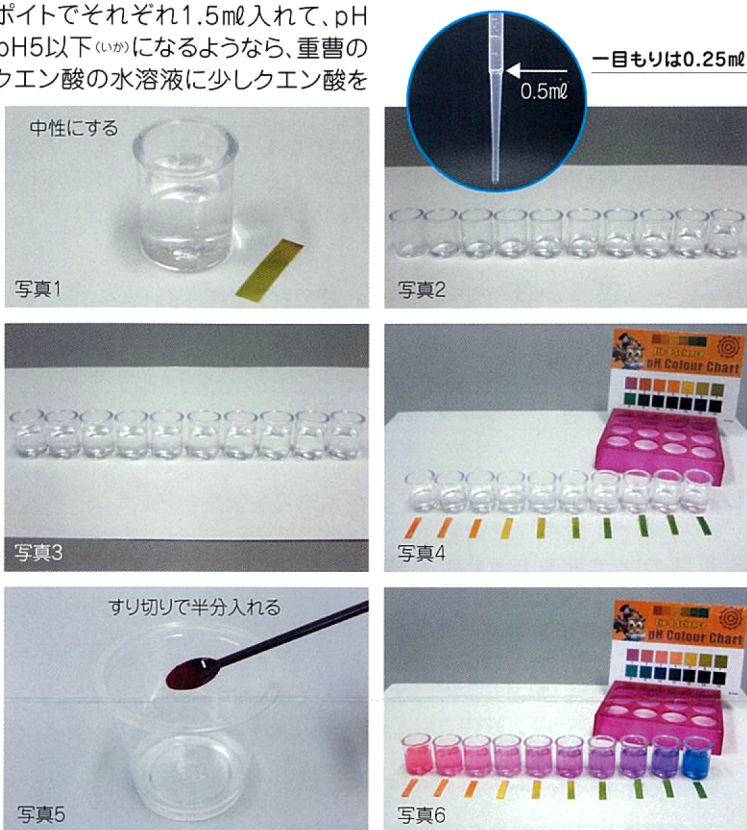 ポイトでそれぞれ1.5mℓ入れて、pH
pH5以下(いか)になるようなら、重曹の
クエン酸の水溶液に少しクエン酸を
一目もりは0.25mℓ
0.5mℓ
中性にする
写真1
写真2
写真3
pH Colour Chart
写真4
すり切りで半分入れる
写真5
pH Colour Chart
写真6